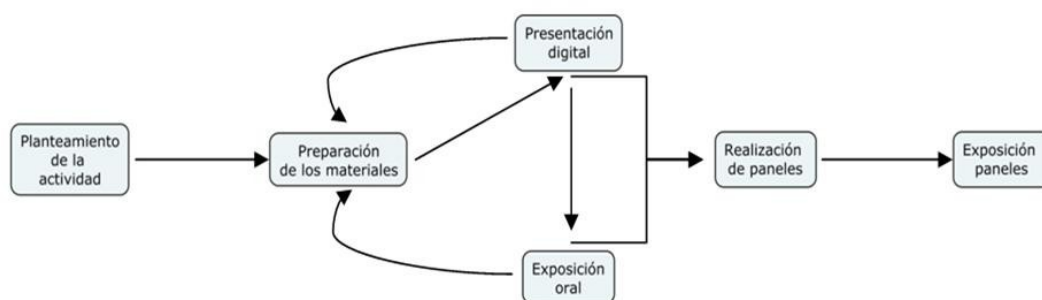 Presentación
digital
Planteamiento
de la
actividad
Preparación
de los materiales
Realización
de paneles
Exposición
paneles
Exposición
oral